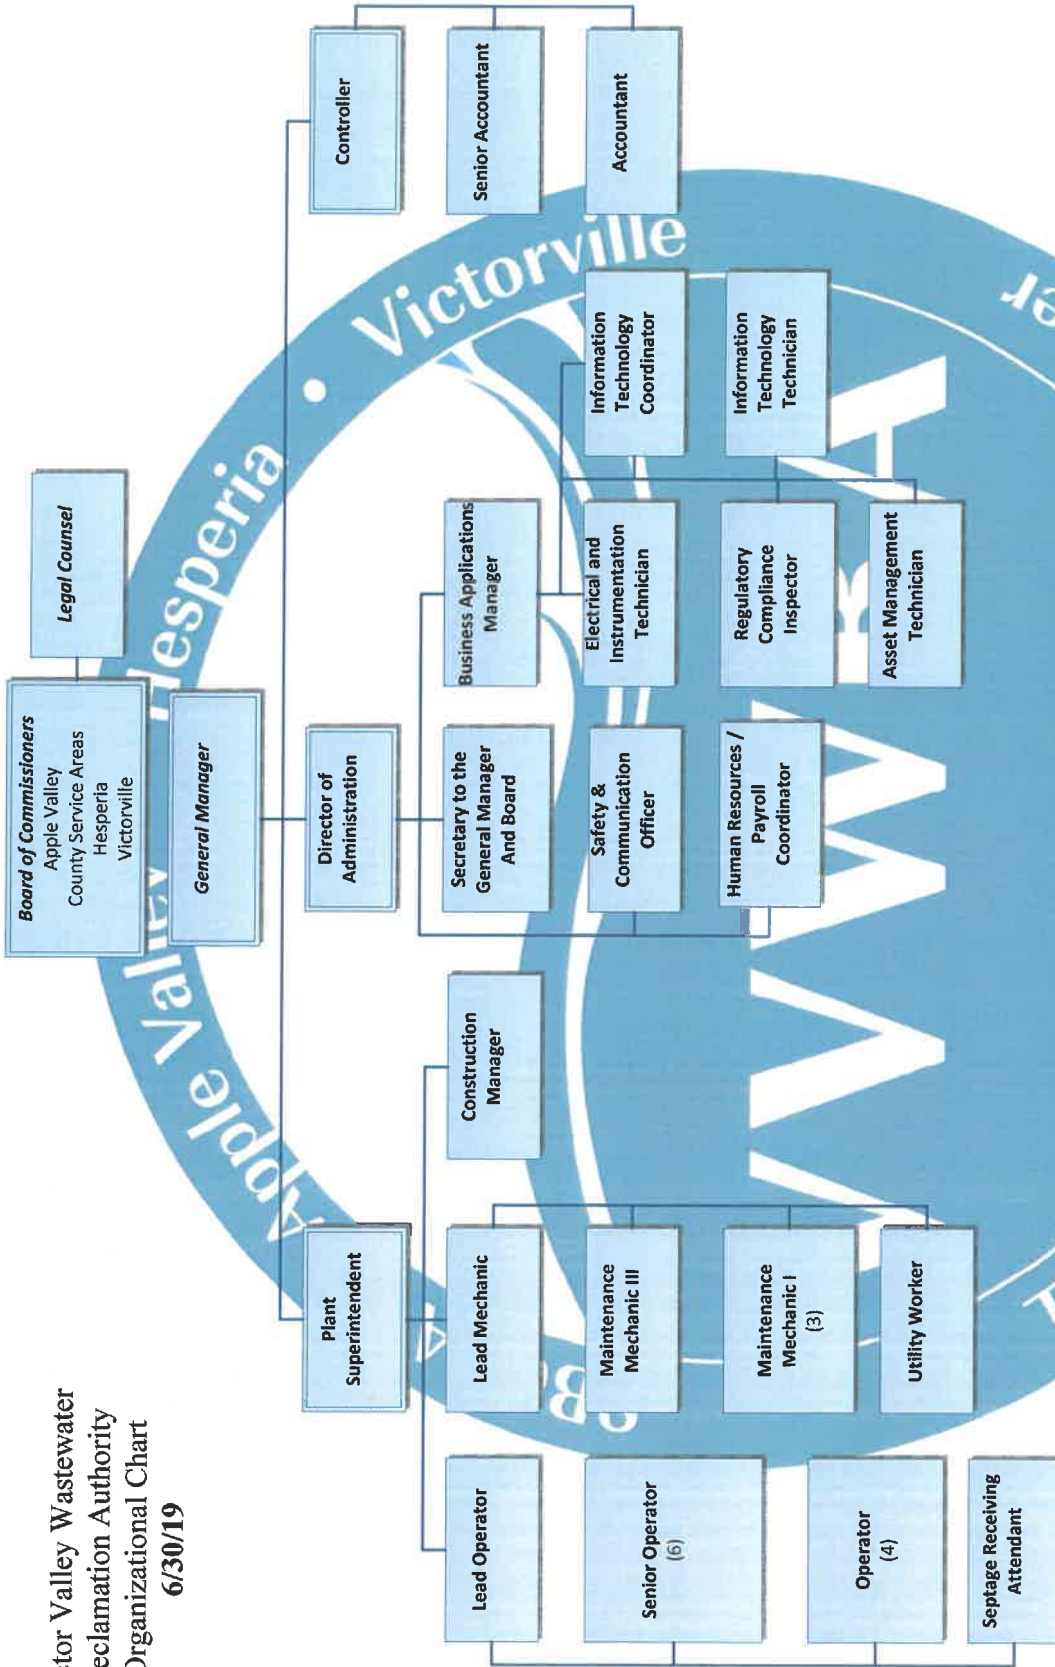 Valley Wastewater
Authority
Organizational Chart
6/30/19
Board of Commissioners
Apple Valley
County Service Areas
Hesperia
Victorville
Legal Counsel
General Manager
Plant
Superintendent
Director of
Administration
Controller
Lead Operator
Lead Mechanic
Construction
Manager
Secretary to the
General Manager
And Board
Business Applications
Manager
Senior Accountant
Senior Operator
(6)
Maintenance
Mechanic III
Safety &
Communication
Officer
Electrical and
Instrumentation
Technician
Information
Technology
Coordinator
Accountant
Operator
(4)
Maintenance
Mechanic I
(3)
Human Resources /
Payroll
Coordinator
Regulatory
Compliance
Inspector
Information
Technology
Technician
Septage Receiving
Attendant
Utility Worker
Asset Management
Technician
Apple Valley
Hesperia • Victorville
VVWRA